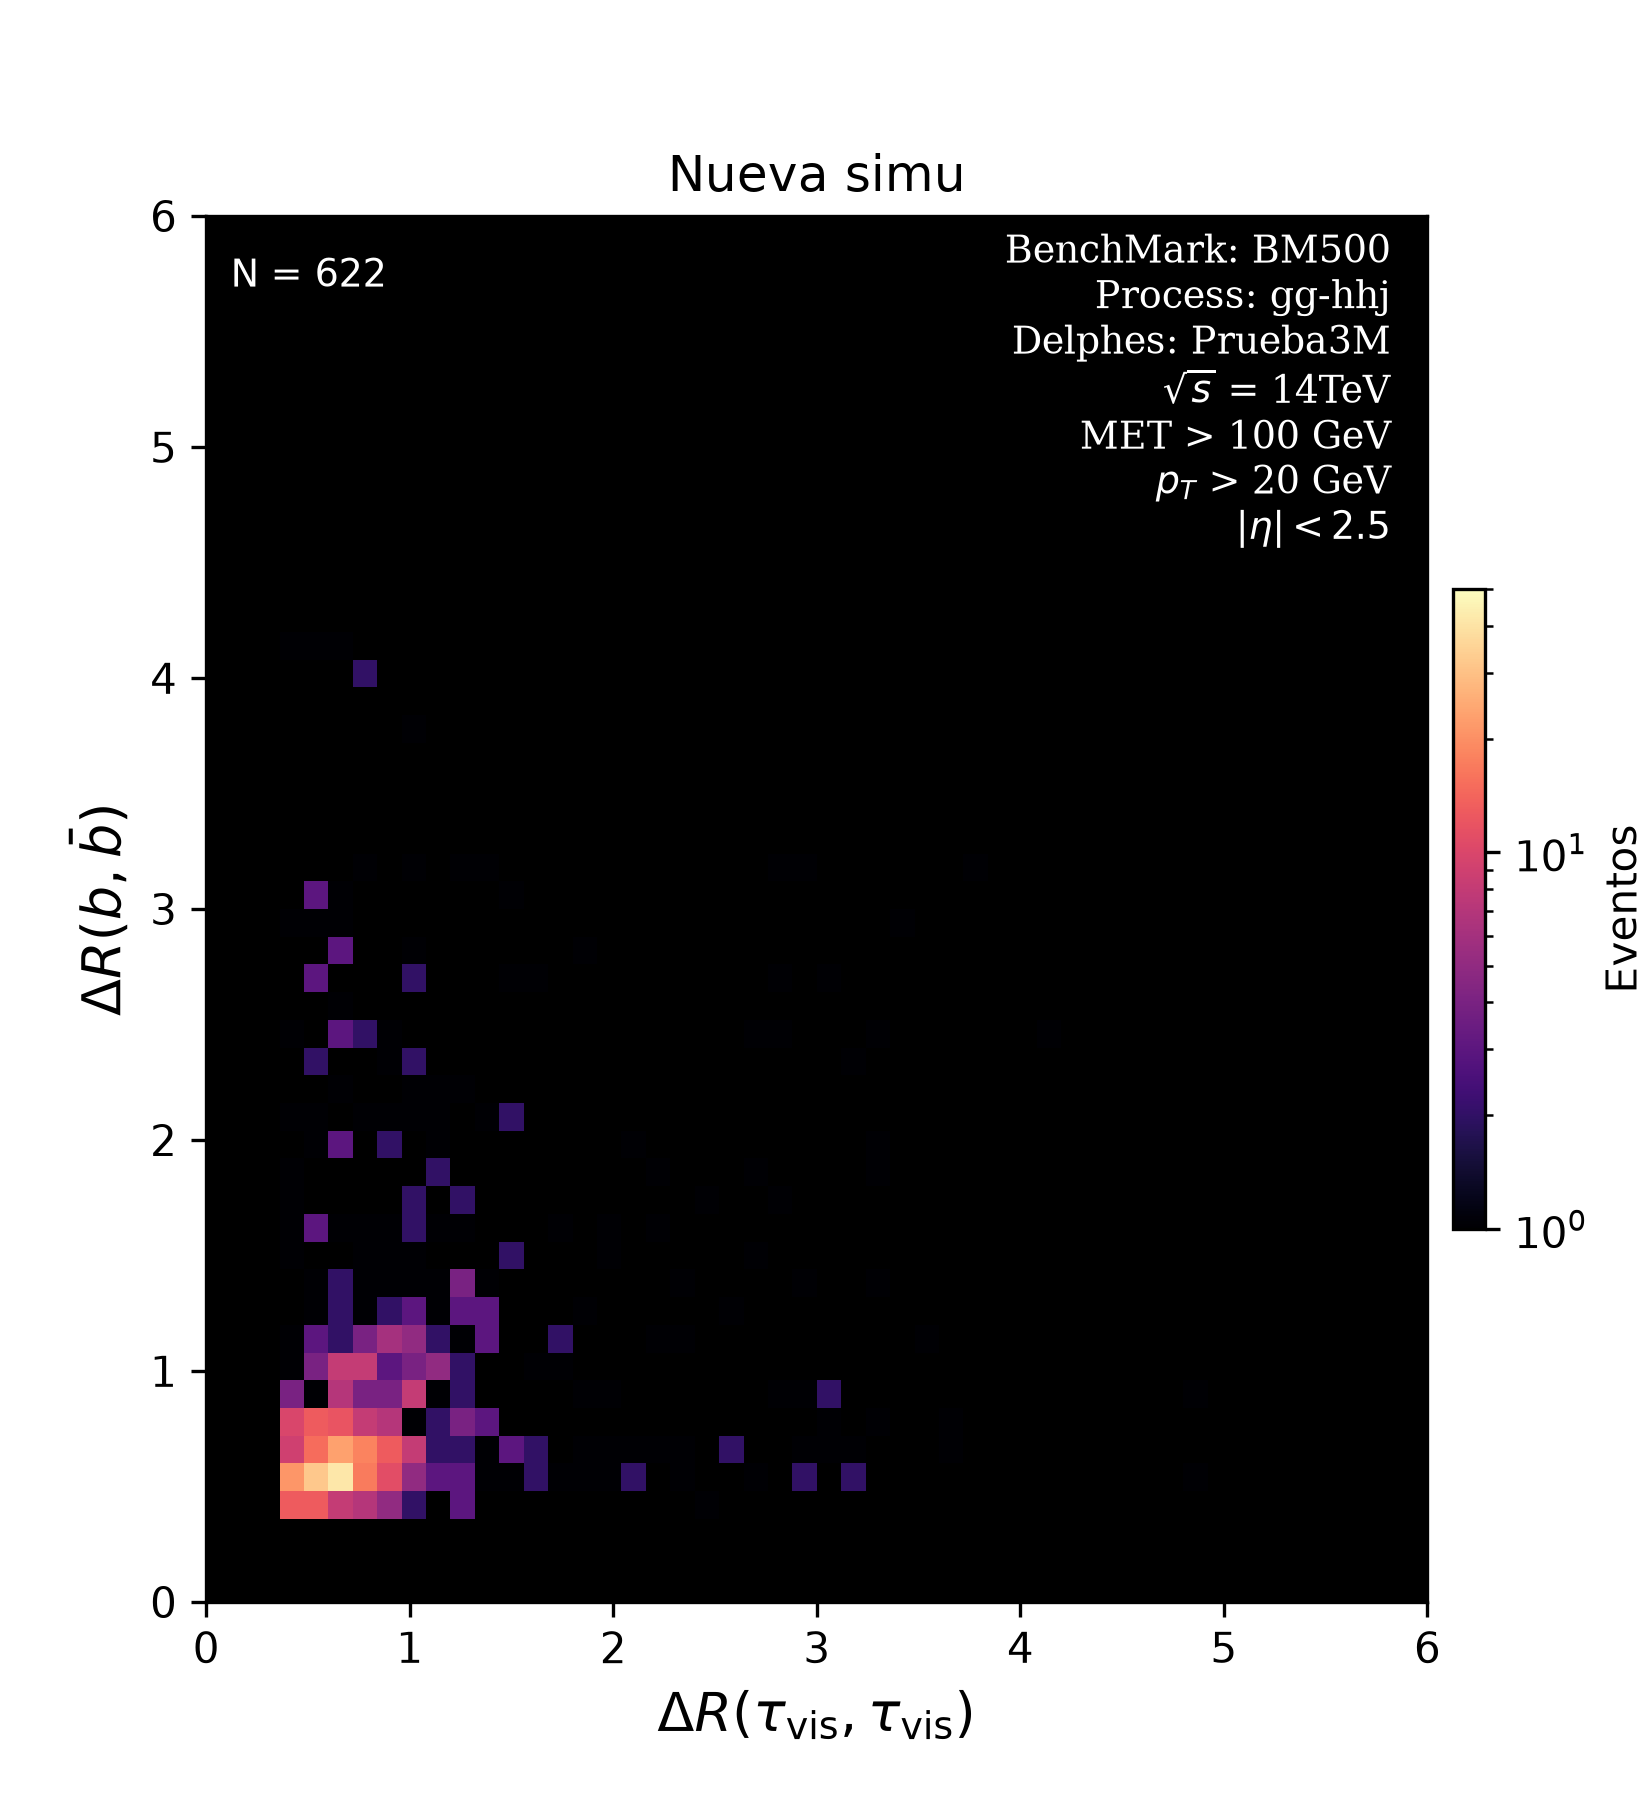 Nueva simu
N = 622
BenchMark: BM500
Process: gg-hhj
Delphes: Prueba3M
√s = 14TeV
MET > 100 GeV
p_T > 20 GeV
|η| < 2.5
6
5
4
3
2
1
0
ΔR(b, b̄)
0 1 2 3 4 5 6
ΔR(τ_vis, τ_vis)
10¹
10⁰
Eventos